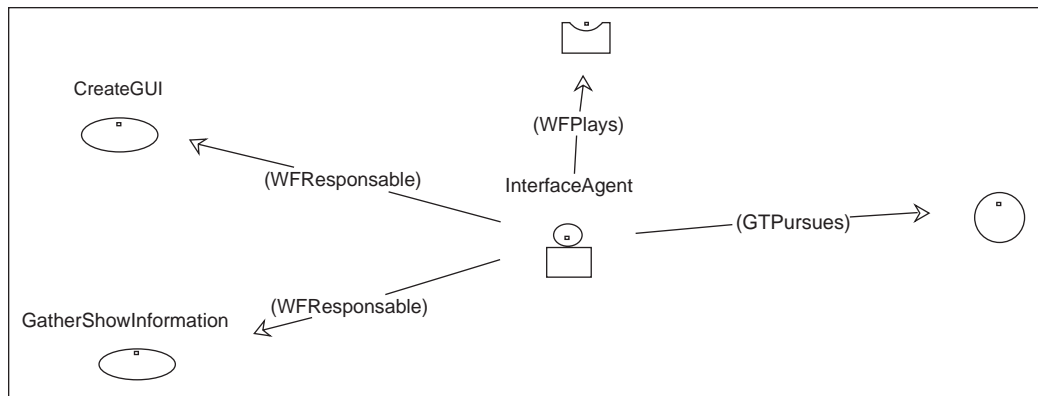 CreateGUI
(WFPlays)
(WFResponsable)
InterfaceAgent
(GTPursues)
(WFResponsable)
GatherShowInformation